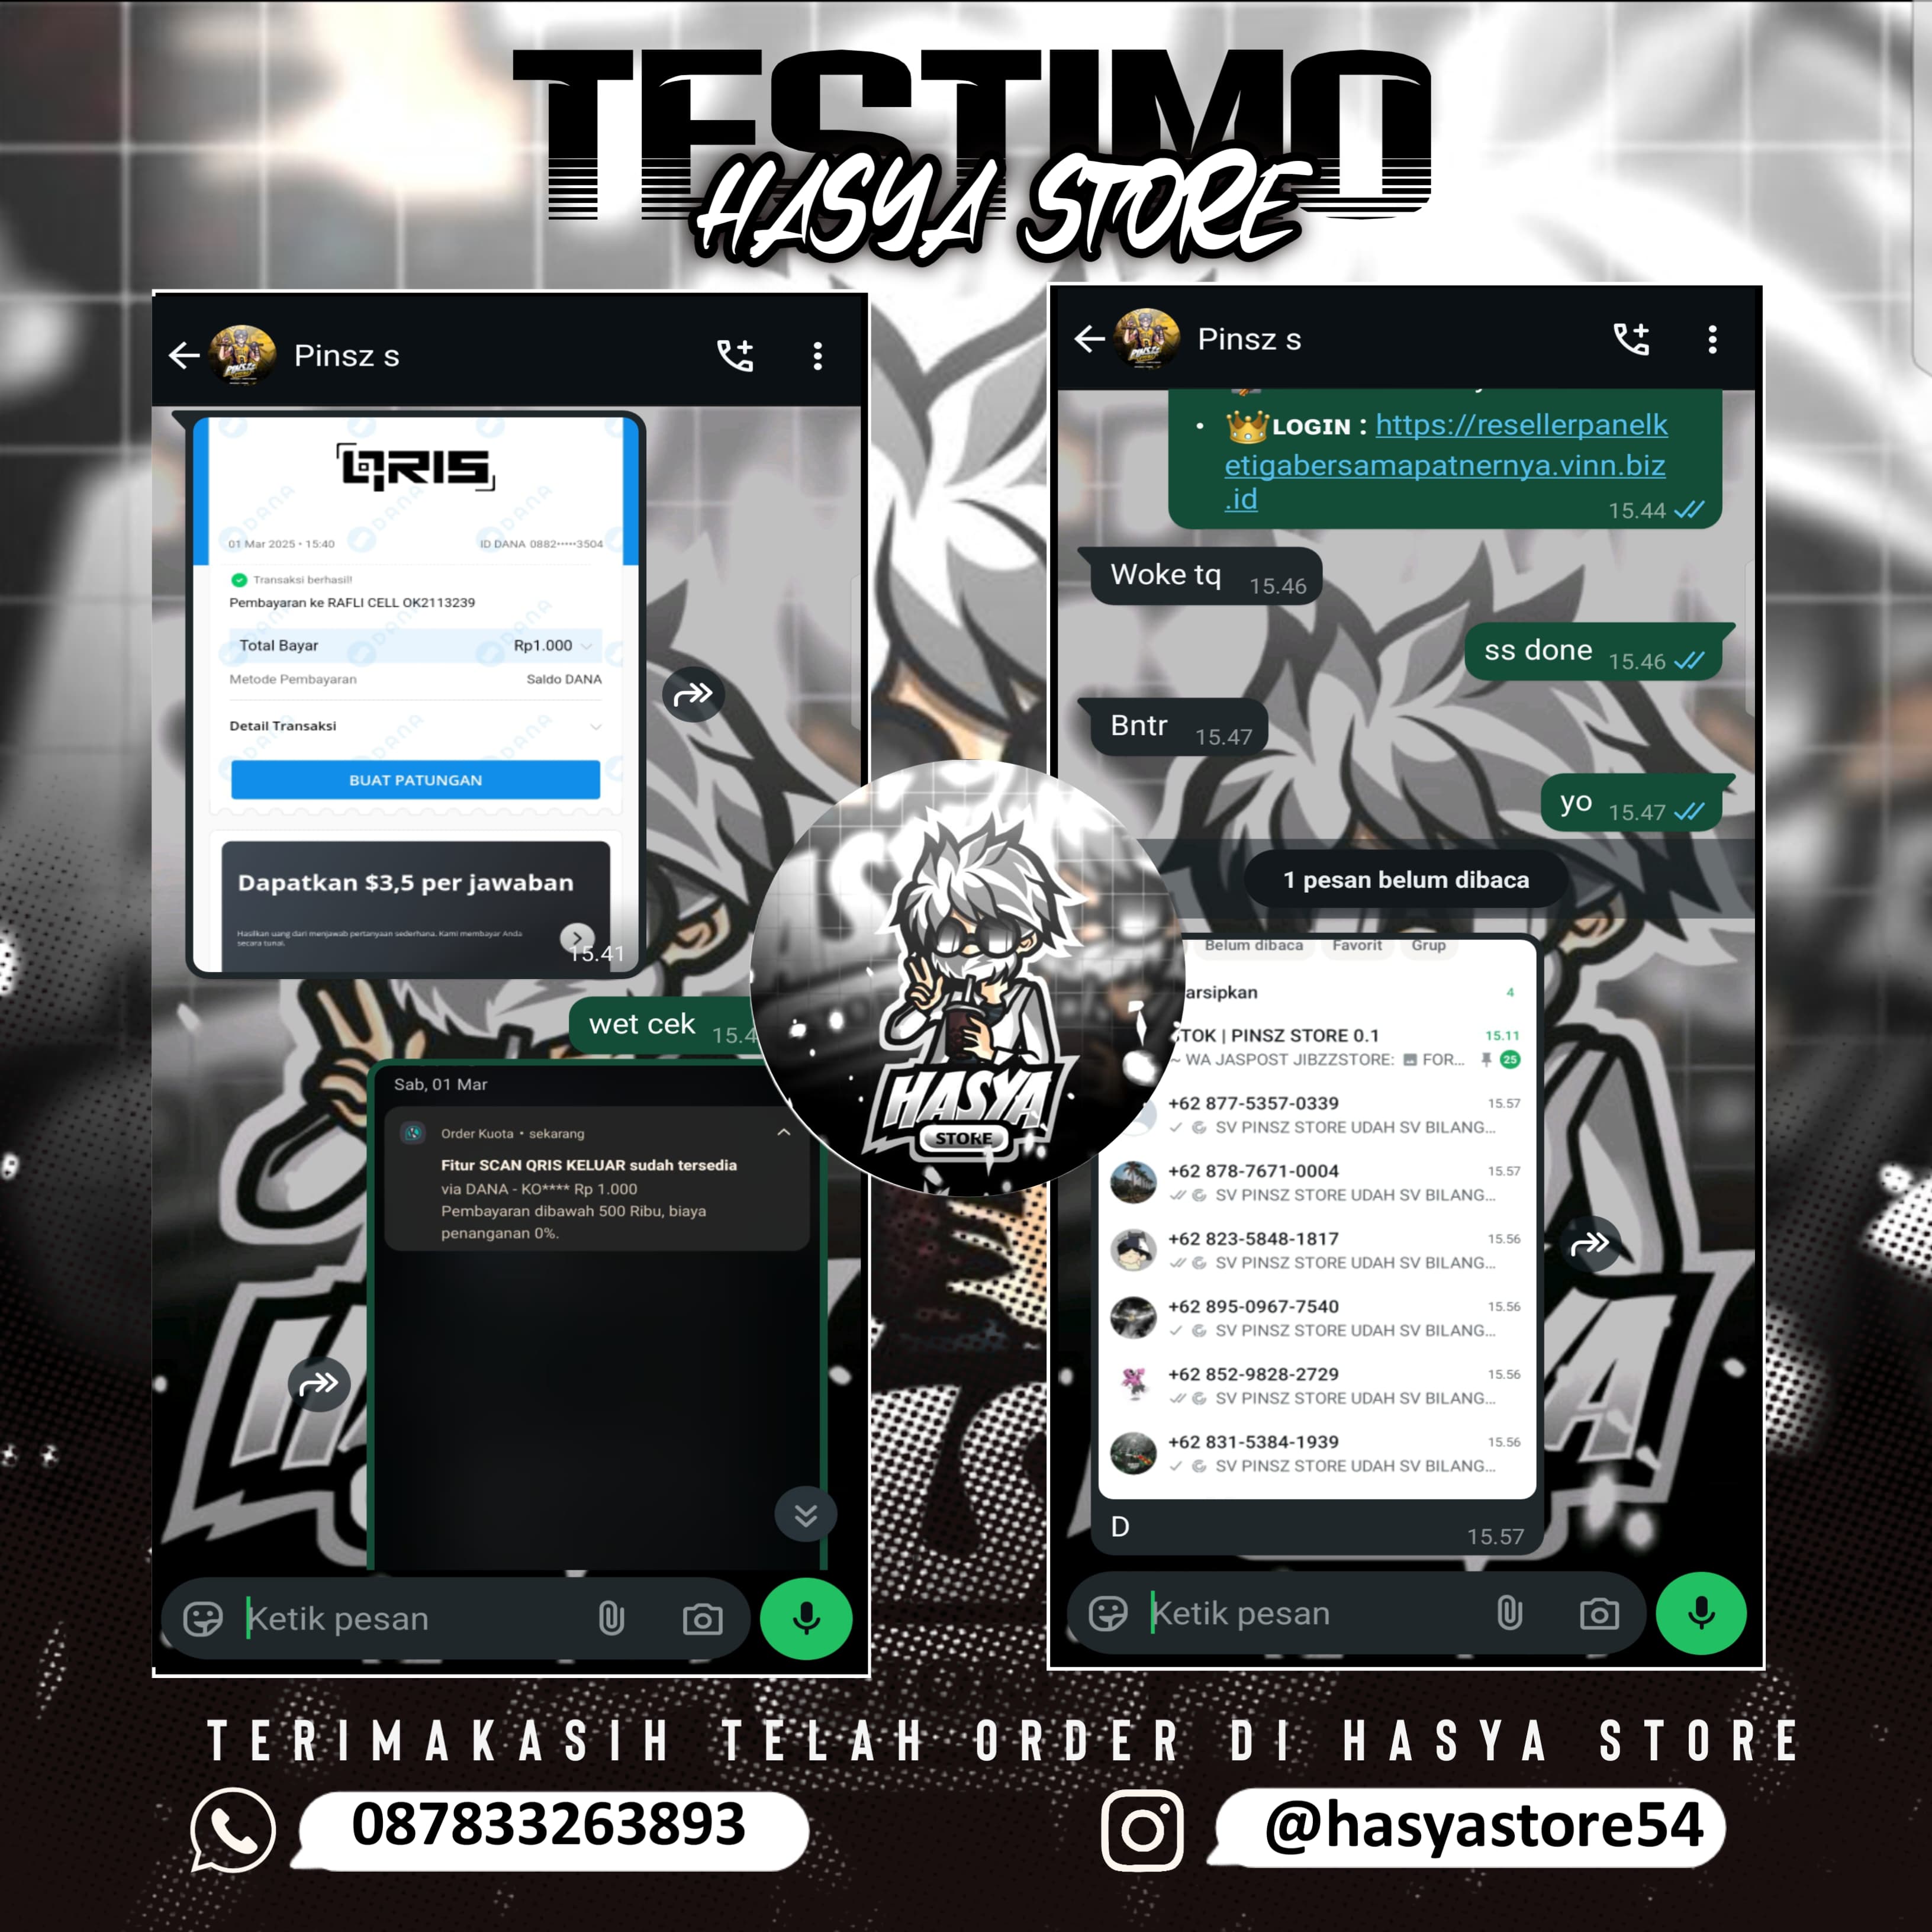 TESTIMO
HASYA STORE
Pinsz s
QRIS
01 Mar 2025 • 15:40
ID DANA 0882•••••3504
Transaksi berhasil!
Pembayaran ke RAFLI CELL OK2113239
Total Bayar
Rp1.000
Metode Pembayaran
Saldo DANA
Detail Transaksi
BUAT PATUNGAN
Dapatkan $3,5 per jawaban
Hasilkan uang dari menjawab pertanyaan sederhana. Kami membayar Anda
secara tunai.
15.41
wet cek 15.4
Sab, 01 Mar
Order Kuota • sekarang
Fitur SCAN QRIS KELUAR sudah tersedia
via DANA - KO**** Rp 1.000
Pembayaran dibawah 500 Ribu, biaya
penanganan 0%.
Ketik pesan
Pinsz s
• 👑LOGIN : https://resellerpanelk
etigabersamapatnernya.vinn.biz
.id
15.44
Woke tq 15.46
ss done 15.46
Bntr 15.47
yo 15.47
1 pesan belum dibaca
Belum dibaca Favorit Grup
arsipkan 4
TOK | PINSZ STORE 0.1 15.11
~ WA JASPOST JIBZZSTORE: FOR... 25
+62 877-5357-0339 15.57
SV PINSZ STORE UDAH SV BILANG...
+62 878-7671-0004 15.57
SV PINSZ STORE UDAH SV BILANG...
+62 823-5848-1817 15.56
SV PINSZ STORE UDAH SV BILANG...
+62 895-0967-7540 15.56
SV PINSZ STORE UDAH SV BILANG...
+62 852-9828-2729 15.56
SV PINSZ STORE UDAH SV BILANG...
+62 831-5384-1939 15.56
SV PINSZ STORE UDAH SV BILANG...
D 15.57
Ketik pesan
HASYA
STORE
TERIMAKASIH TELAH ORDER DI HASYA STORE
087833263893
@hasyastore54